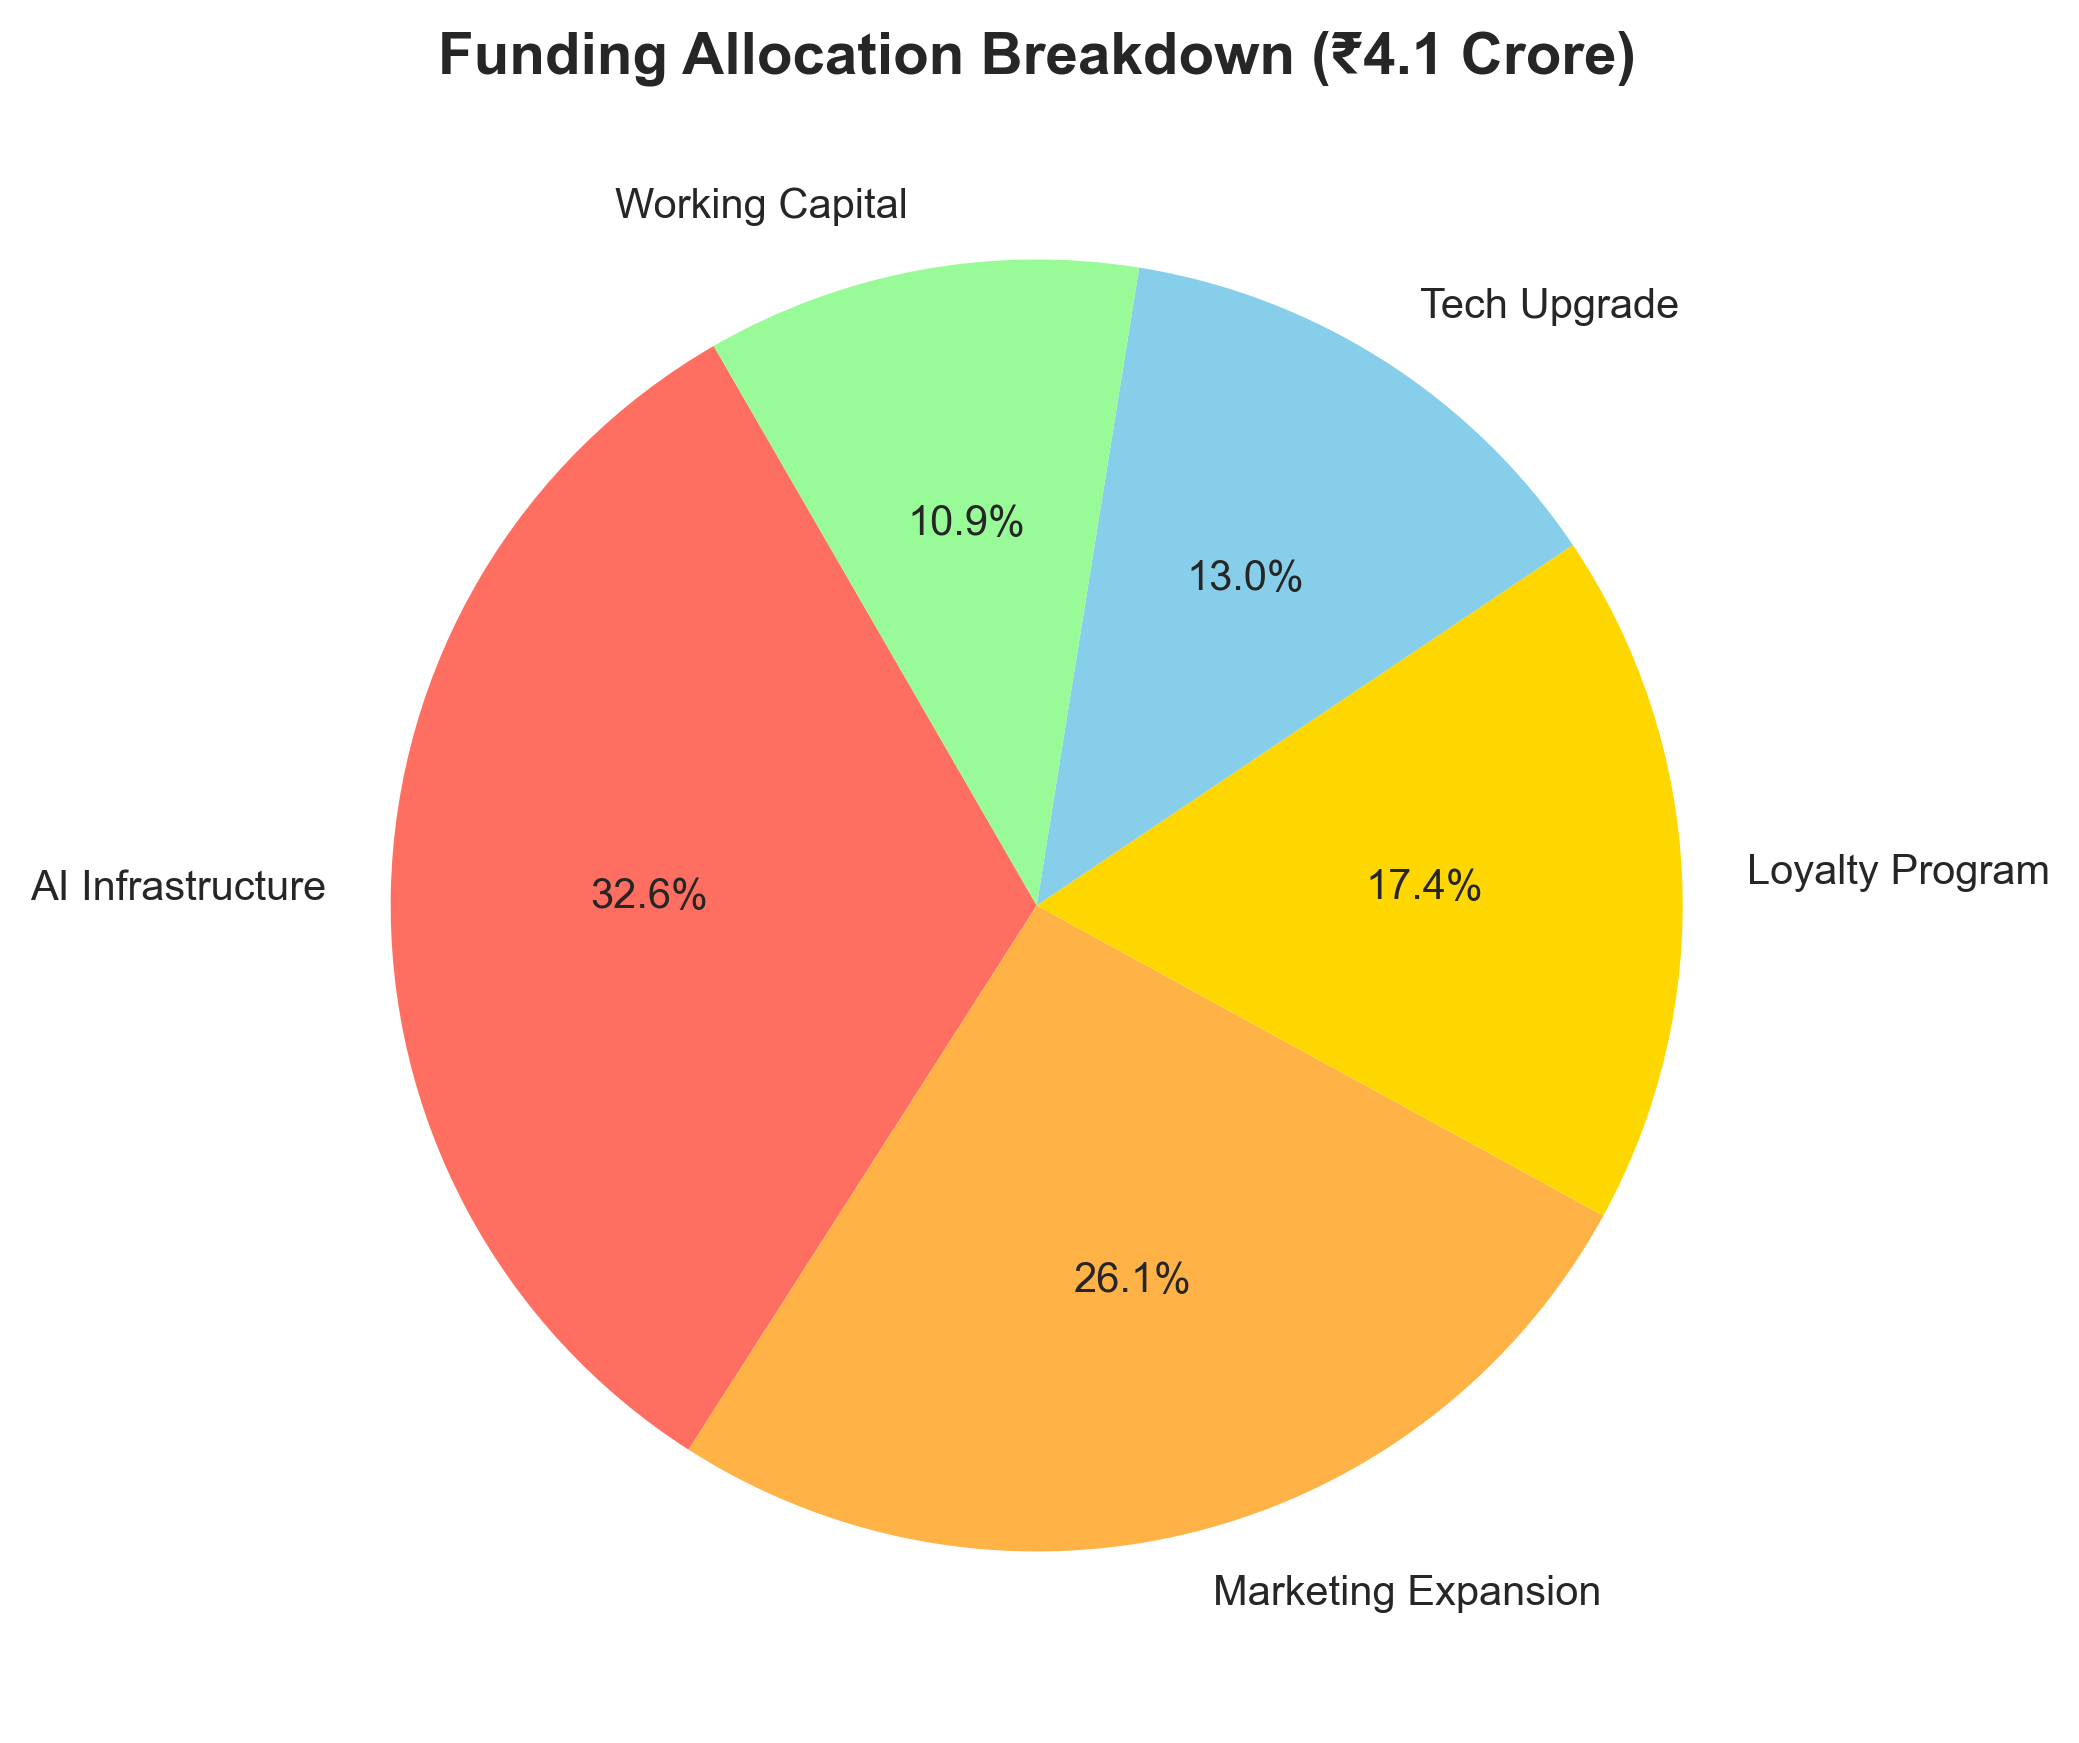 Funding Allocation Breakdown (₹4.1 Crore)
Working Capital
Tech Upgrade
10.9%
13.0%
AI Infrastructure
32.6%
17.4%
Loyalty Program
26.1%
Marketing Expansion